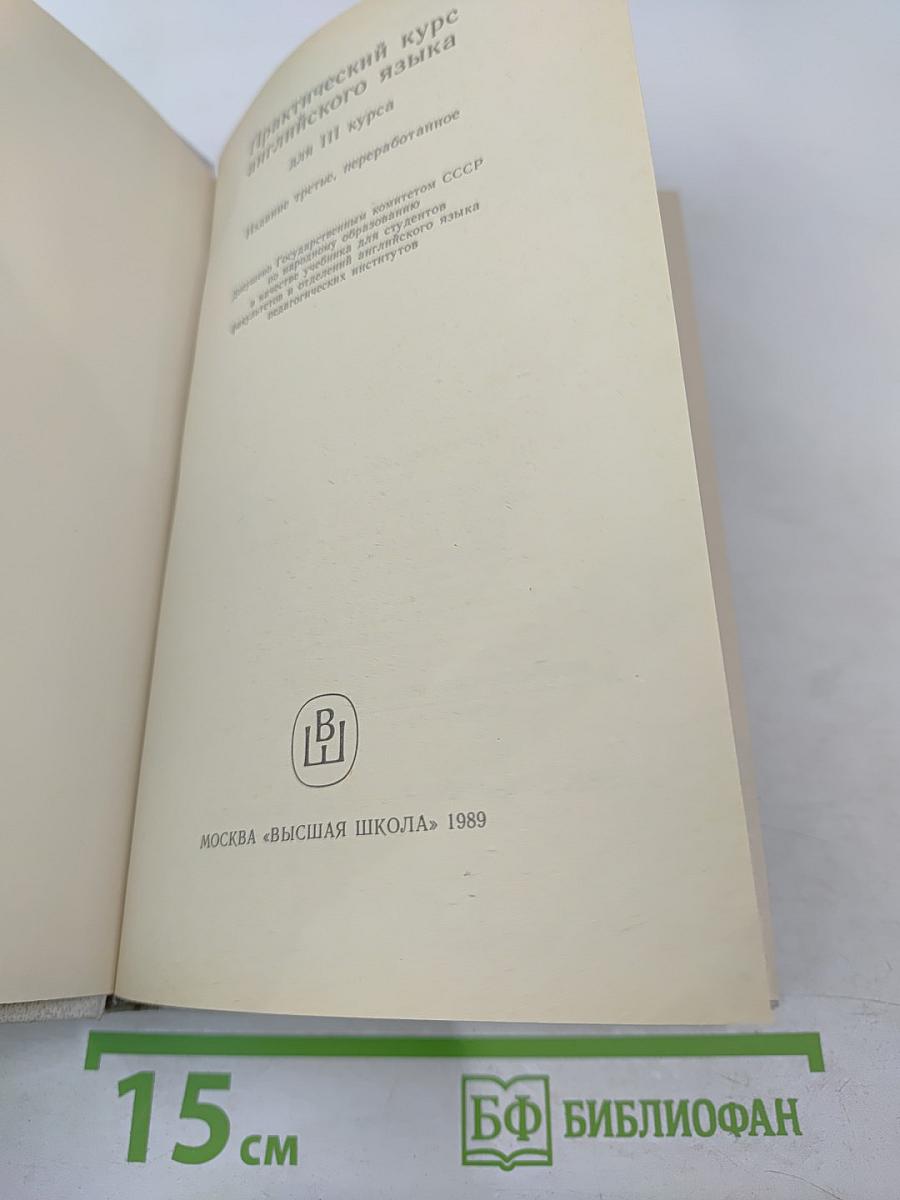 Практический курс
английского языка
для III курса
Издание третье, переработанное
Допущено Государственным комитетом СССР
по народному образованию
в качестве учебника для студентов
факультетов и отделений английского языка
педагогических институтов
В
Ш
МОСКВА «ВЫСШАЯ ШКОЛА» 1989
15 см
БФ БИБЛИОФАН